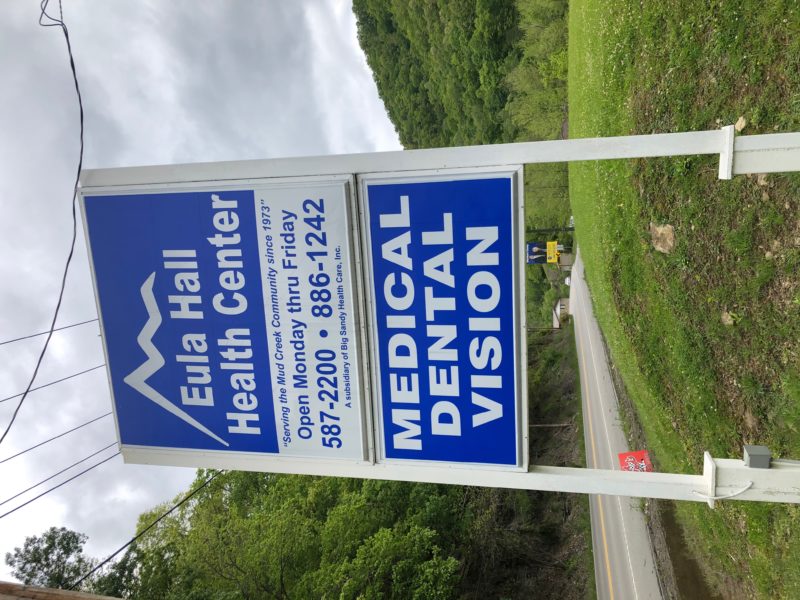 Eula Hall
Health Center
"Serving the Mud Creek Community since 1973"
Open Monday thru Friday
587-2200 • 886-1242
A subsidiary of Big Sandy Health Care, Inc.
MEDICAL
DENTAL
VISION